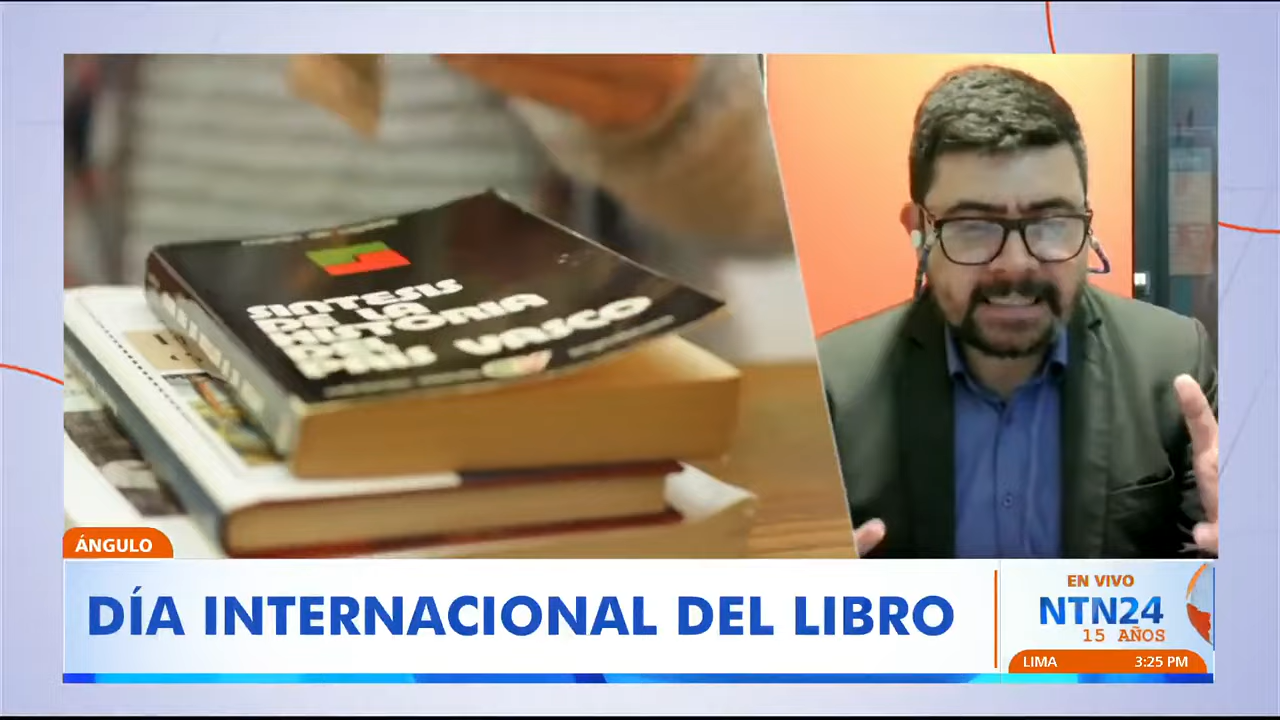 SINTESIS
DE LA
HISTORIA
DEL
PAIS VASCO
ÁNGULO
DÍA INTERNACIONAL DEL LIBRO
EN VIVO
NTN24
15 AÑOS
LIMA 3:25 PM